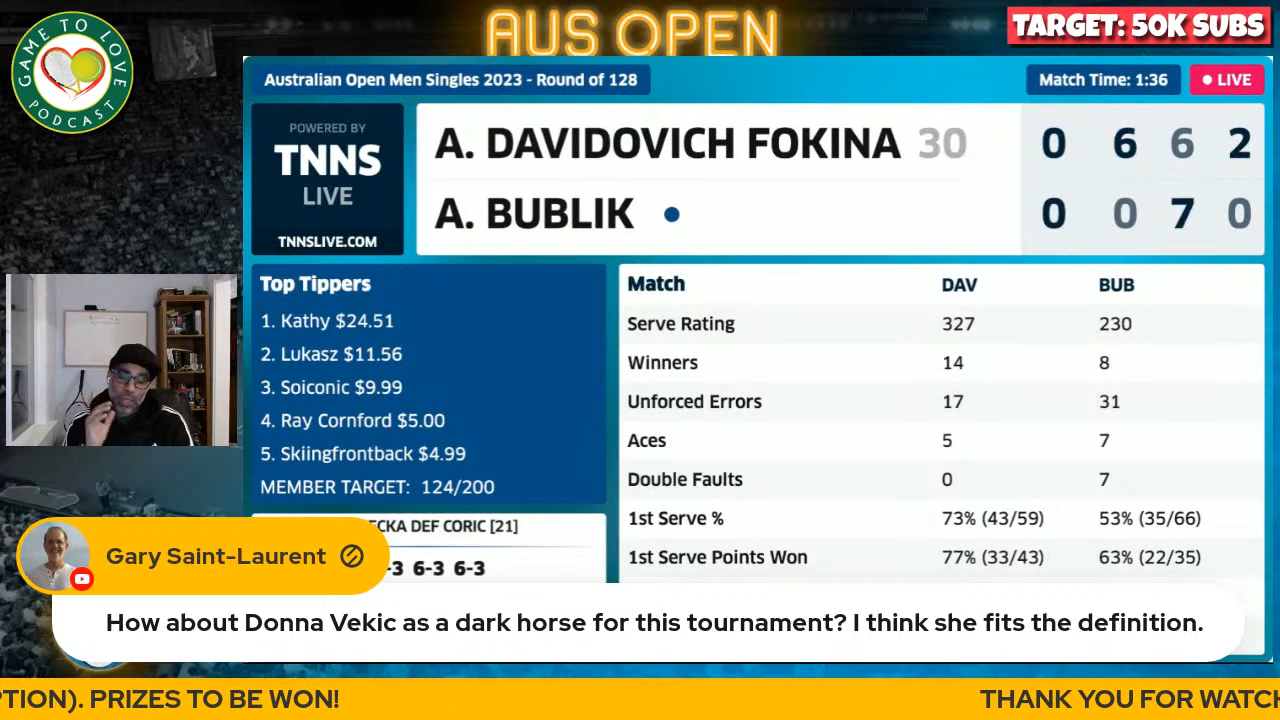 AUS OPEN
TARGET: 50K SUBS
GAME TO LOVE
PODCAST
Australian Open Men Singles 2023 - Round of 128
Match Time: 1:36
LIVE
POWERED BY
TNNS
LIVE
TNNSLIVE.COM
A. DAVIDOVICH FOKINA 30 0 6 6 2
A. BUBLIK 0 0 7 0
Top Tippers
1. Kathy $24.51
2. Lukasz $11.56
3. Soiconic $9.99
4. Ray Cornford $5.00
5. Skiingfrontback $4.99
MEMBER TARGET: 124/200
ECKA DEF CORIC [21]
-3 6-3 6-3
Match DAV BUB
Serve Rating 327 230
Winners 14 8
Unforced Errors 17 31
Aces 5 7
Double Faults 0 7
1st Serve % 73% (43/59) 53% (35/66)
1st Serve Points Won 77% (33/43) 63% (22/35)
Gary Saint-Laurent
How about Donna Vekic as a dark horse for this tournament? I think she fits the definition.
PTION). PRIZES TO BE WON!
THANK YOU FOR WATCH